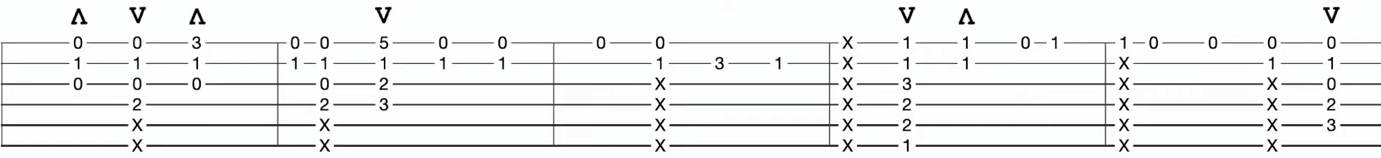 Λ V Λ V V Λ V
0 0 3 0 0 5 0 0 0 0 X 1 1 0 1 1 0 0 0 0
1 1 1 1 1 1 1 1 1 3 1 X 1 1 X 1 1
0 0 0 0 2 X X 3 X X 0
2 2 3 X X 2 X X 2
X X X X 2 X X 3
X X X X 1 X X